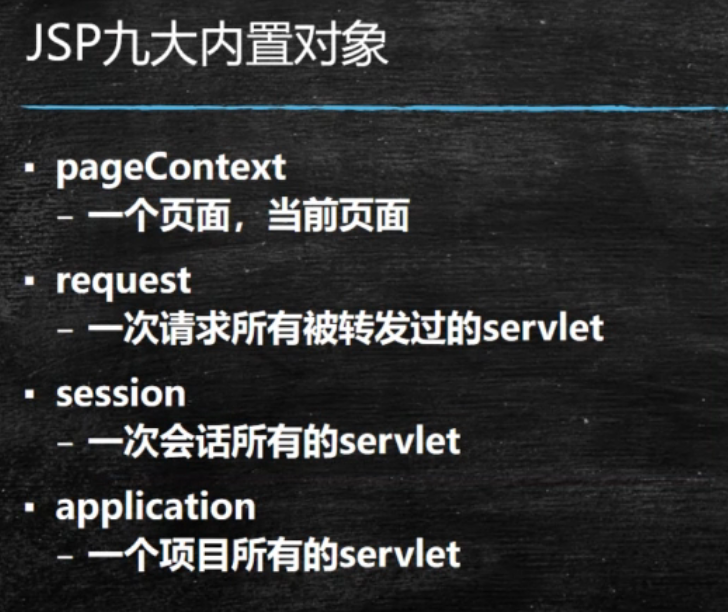 JSP九大内置对象
▪ pageContext
– 一个页面，当前页面
▪ request
– 一次请求所有被转发过的servlet
▪ session
– 一次会话所有的servlet
▪ application
– 一个项目所有的servlet